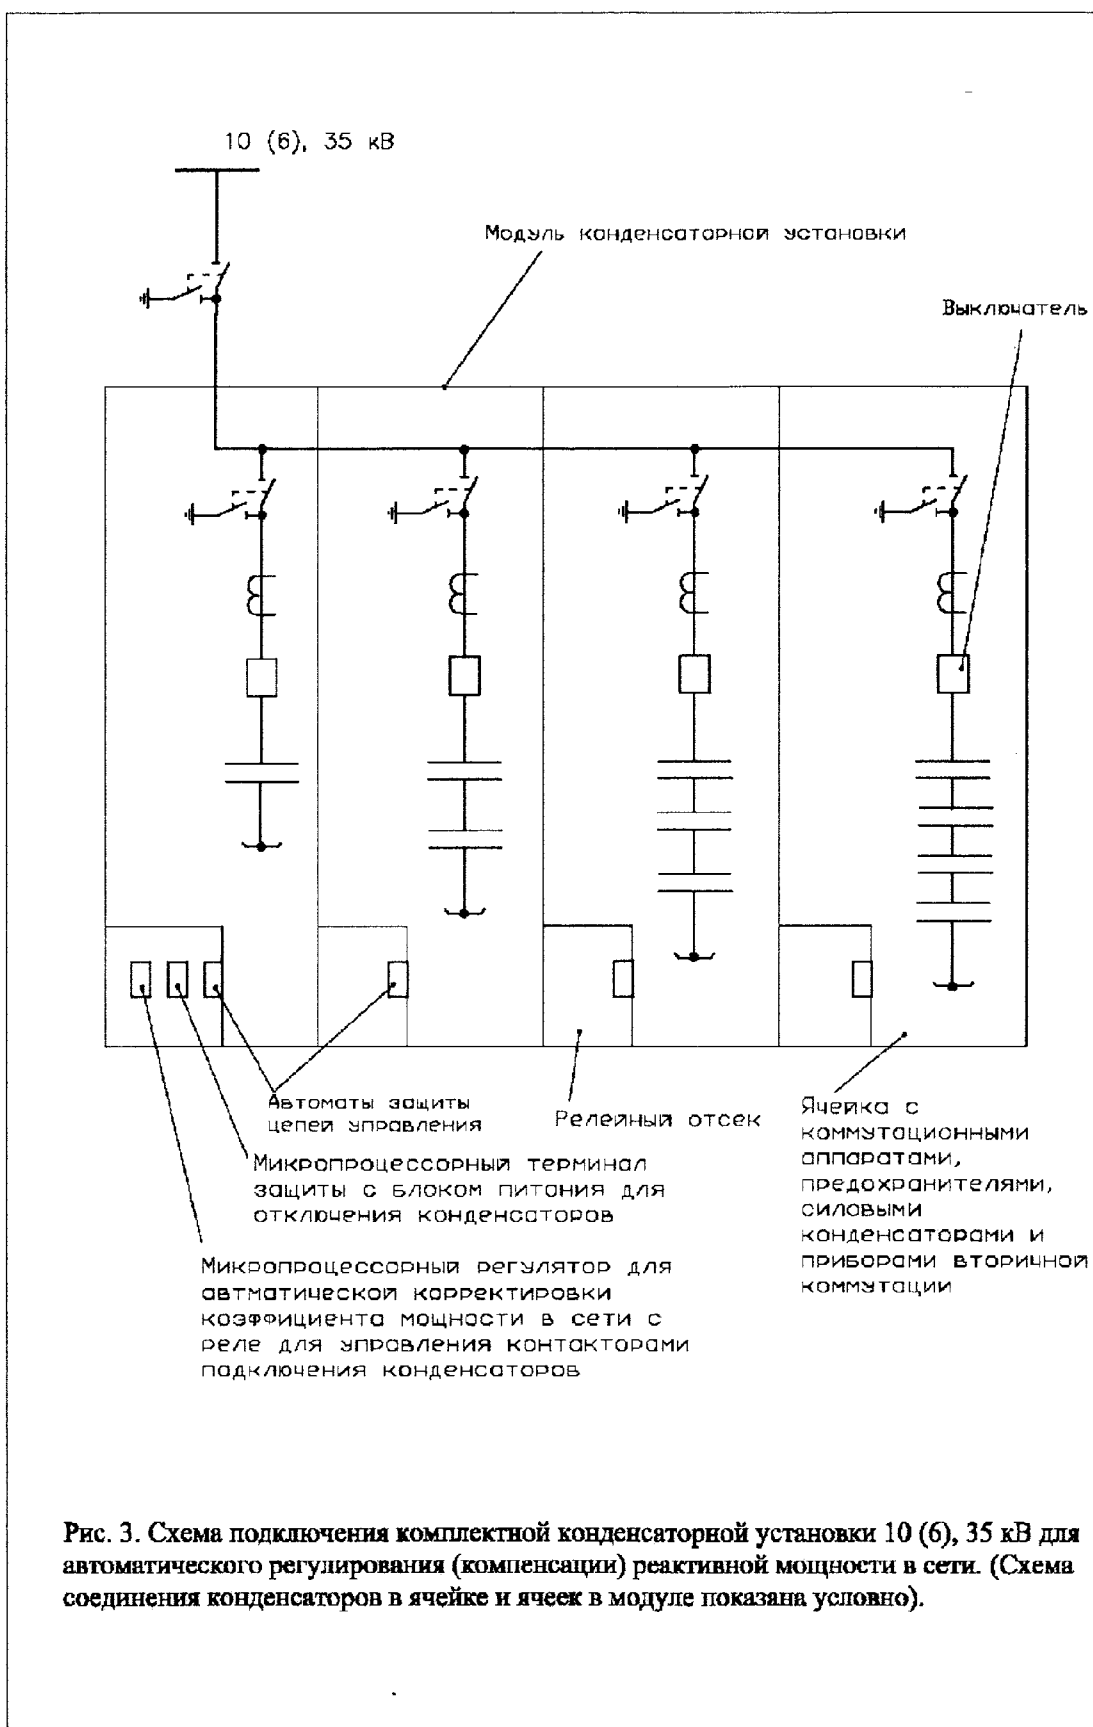 10 (6), 35 кВ
Модуль конденсаторной установки
Выключатель
Автоматы защиты
цепей управления
Релейный отсек
Ячейка с
коммутационными
аппаратами,
предохранителями,
силовыми
конденсаторами и
приборами вторичной
коммутации
Микропроцессорный терминал
защиты с блоком питания для
отключения конденсаторов
Микропроцессорный регулятор для
автматической корректировки
коэффициента мощности в сети с
реле для управления контакторами
подключения конденсаторов
Рис. 3. Схема подключения комплектной конденсаторной установки 10 (6), 35 кВ для
автоматического регулирования (компенсации) реактивной мощности в сети. (Схема
соединения конденсаторов в ячейке и ячеек в модуле показана условно).